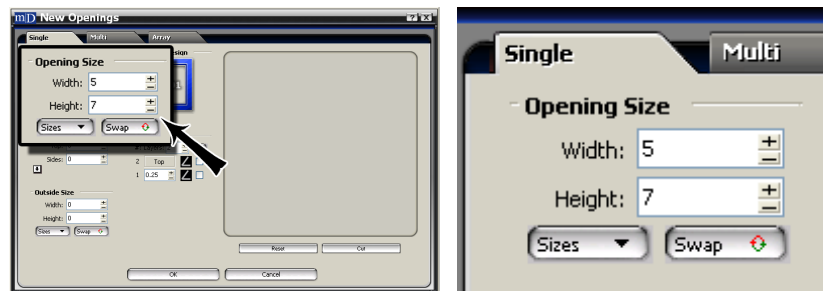 mD New Openings
Single Multi Array
Opening Size
Width: 5
Height: 7
Sizes Swap
Sides: 0
2 Top
1 0.25
Outside Size
Width: 0
Height: 0
Sizes Swap
Reset Cut
OK Cancel
Single Multi
Opening Size
Width: 5
Height: 7
Sizes Swap